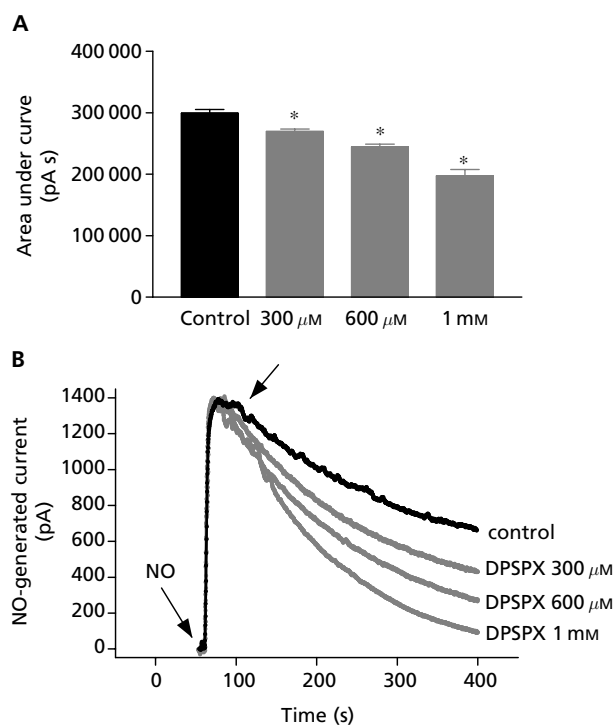 A
Area under curve
(pA s)
400 000
300 000
200 000
100 000
0
* * *
Control 300 μM 600 μM 1 mM
B
NO-generated current
(pA)
1400
1200
1000
800
600
400
200
0
NO
control
DPSPX 300 μM
DPSPX 600 μM
DPSPX 1 mM
0 100 200 300 400
Time (s)